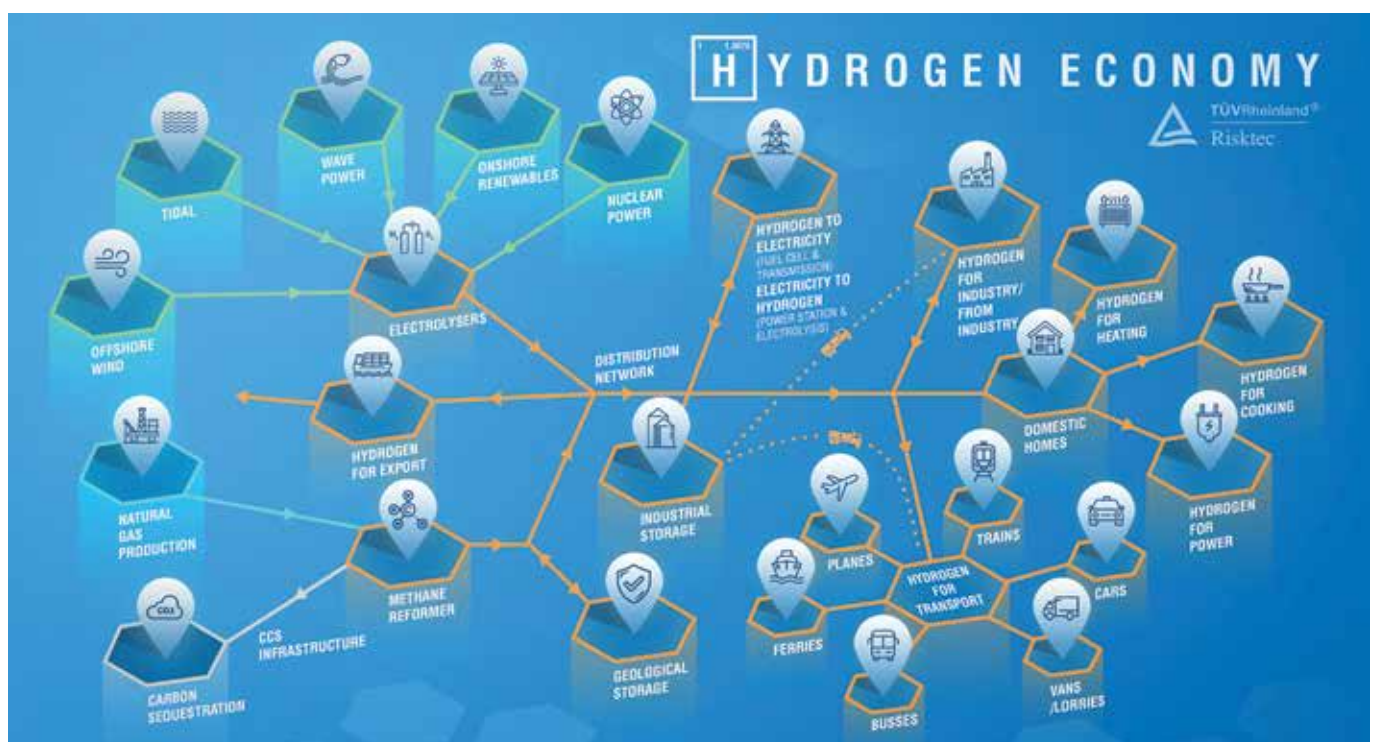 1 1.0079
HYDROGEN ECONOMY
TÜVRheinland®
Risktec
TIDAL
WAVE
POWER
ONSHORE
RENEWABLES
NUCLEAR
POWER
OFFSHORE
WIND
ELECTROLYSERS
HYDROGEN TO
ELECTRICITY
(FUEL CELL &
TRANSMISSION)
ELECTRICITY TO
HYDROGEN
(POWER STATION &
ELECTROLYSIS)
HYDROGEN
FOR
INDUSTRY/
FROM
INDUSTRY
HYDROGEN
FOR
HEATING
HYDROGEN
FOR
COOKING
DISTRIBUTION
NETWORK
DOMESTIC
HOMES
HYDROGEN
FOR
POWER
HYDROGEN
FOR EXPORT
NATURAL
GAS
PRODUCTION
INDUSTRIAL
STORAGE
METHANE
REFORMER
CO2
CARBON
SEQUESTRATION
CCS
INFRASTRUCTURE
GEOLOGICAL
STORAGE
PLANES
TRAINS
HYDROGEN
FOR
TRANSPORT
CARS
FERRIES
BUSSES
VANS
/LORRIES